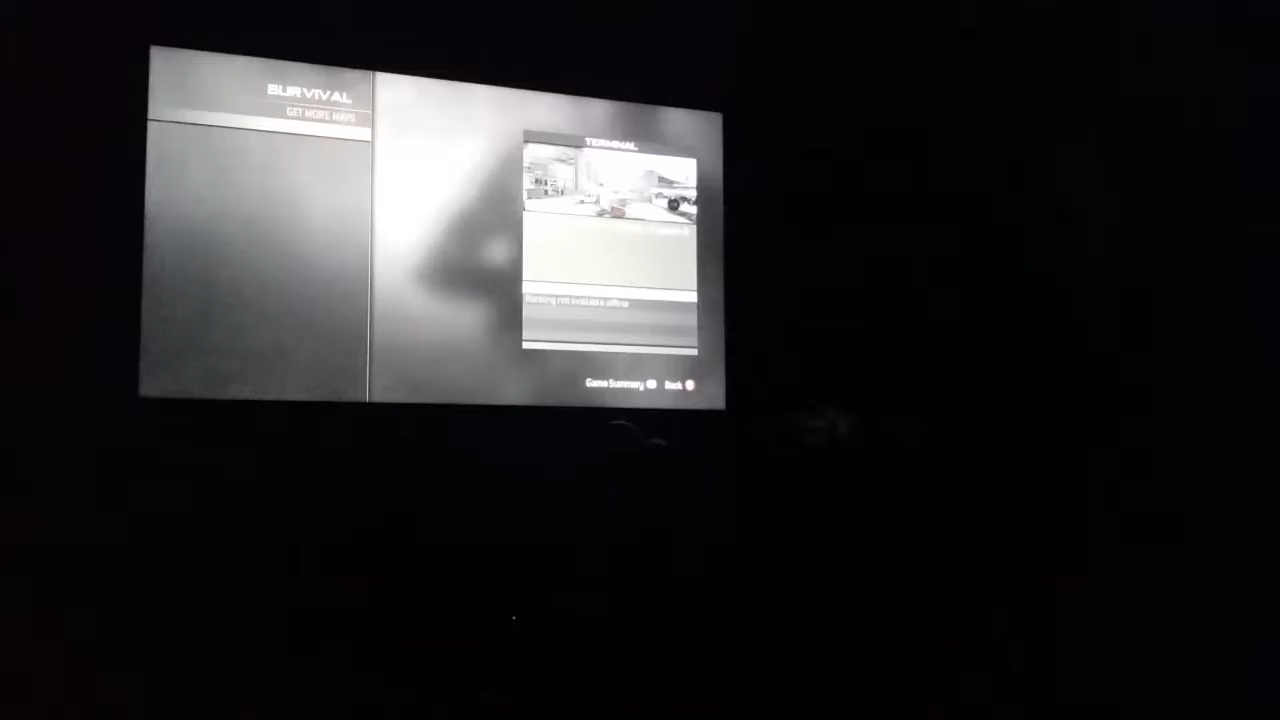 SURVIVAL
GET MORE MAPS
TERMINAL
Ranking not available offline
Game Summary Back